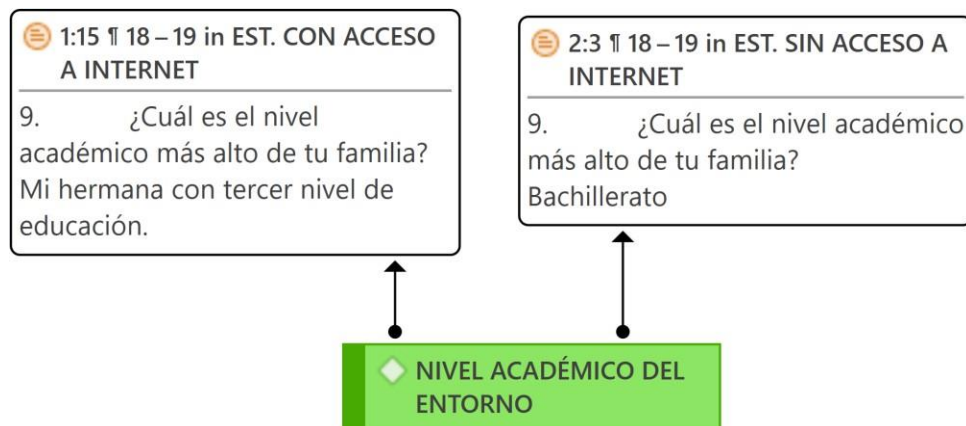 1:15 ¶ 18 – 19 in EST. CON ACCESO
A INTERNET
9. ¿Cuál es el nivel
académico más alto de tu familia?
Mi hermana con tercer nivel de
educación.
2:3 ¶ 18 – 19 in EST. SIN ACCESO A
INTERNET
9. ¿Cuál es el nivel académico
más alto de tu familia?
Bachillerato
NIVEL ACADÉMICO DEL
ENTORNO